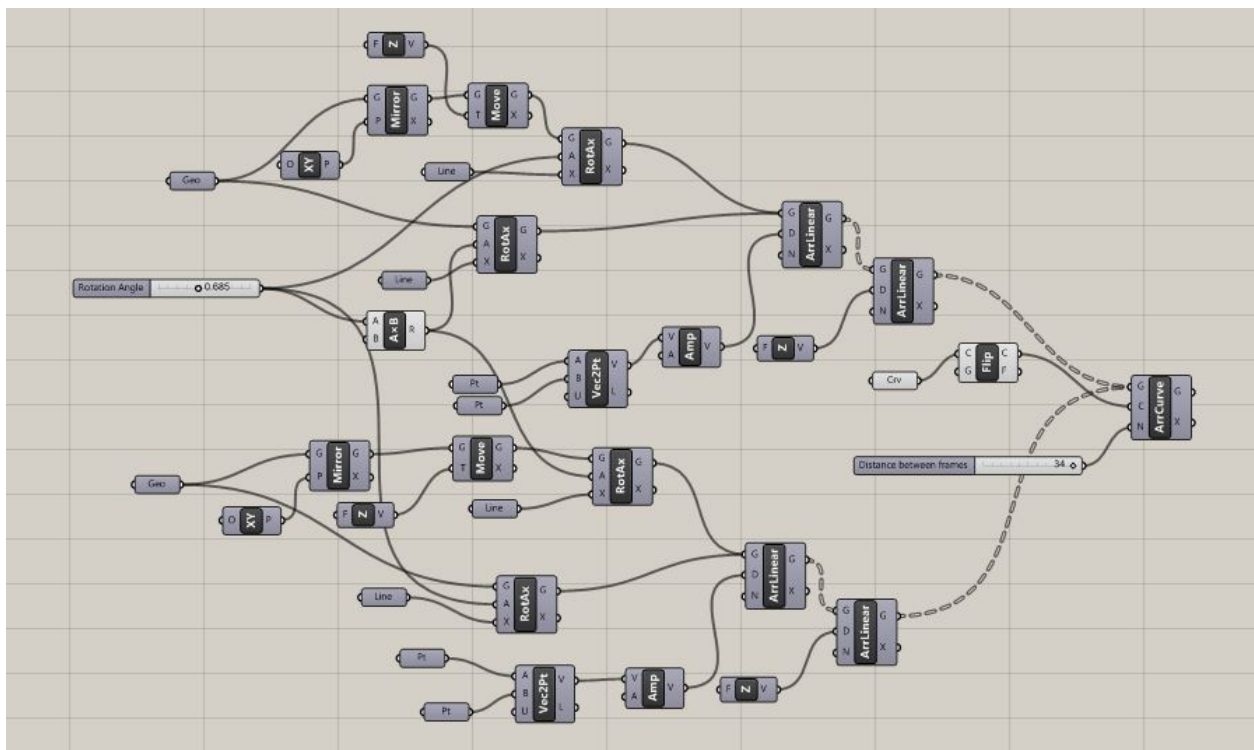 F Z V
G Mirror G
P X
G Move G
T X
O XY P
Geo
Line
G RotAx G
A
X X
G RotAx G
A
X X
Line
Rotation Angle 0.685
A A×B R
B
G ArrLinear G
D
N X
G ArrLinear G
D
N X
V Amp V
A
F Z V
Pt
Pt
A Vec2Pt V
B
U L
Crv
C Flip C
G F
G ArrCurve G
C
N X
Distance between frames 34
Geo
G Mirror G
P X
G Move G
T X
O XY P
F Z V
Line
G RotAx G
A
X X
Line
G RotAx G
A
X X
G ArrLinear G
D
N X
G ArrLinear G
D
N X
Pt
Pt
A Vec2Pt V
B
U L
V Amp V
A
F Z V